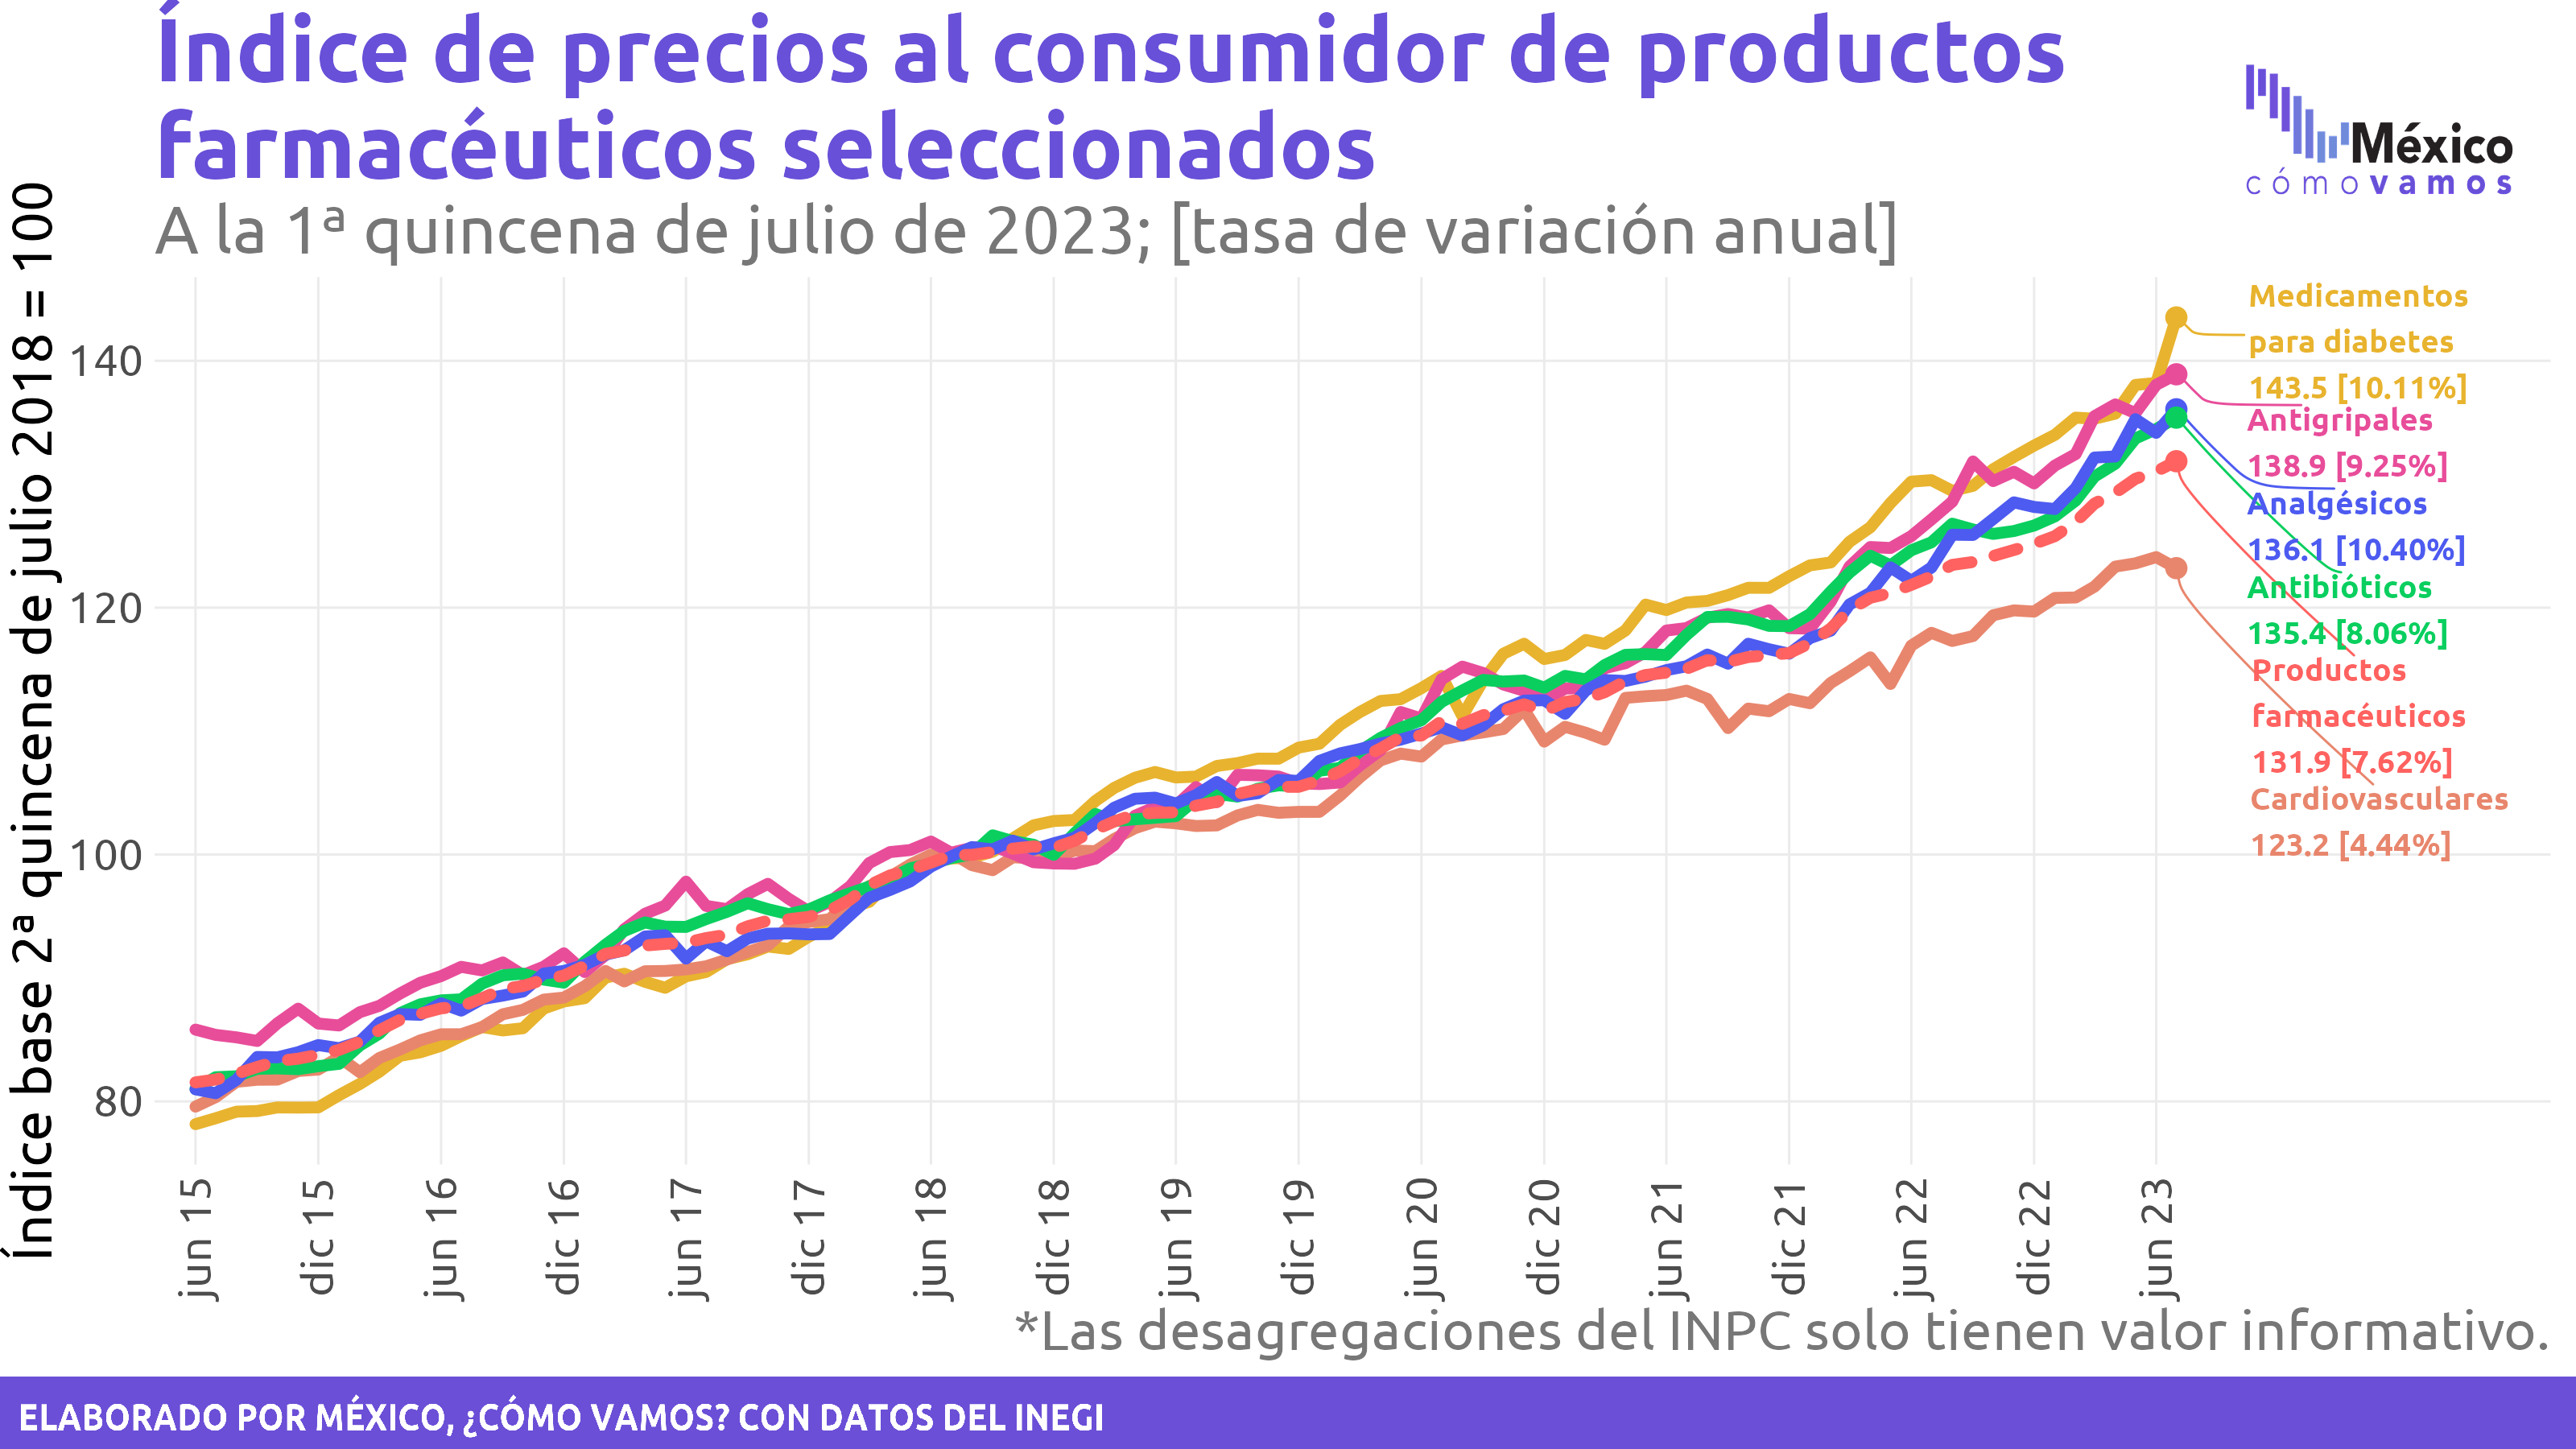 Índice de precios al consumidor de productos
farmacéuticos seleccionados
A la 1ª quincena de julio de 2023; [tasa de variación anual]
México
cómovamos
Índice base 2ª quincena de julio 2018 = 100
140
120
100
80
Medicamentos
para diabetes
143.5 [10.11%]
Antigripales
138.9 [9.25%]
Analgésicos
136.1 [10.40%]
Antibióticos
135.4 [8.06%]
Productos
farmacéuticos
131.9 [7.62%]
Cardiovasculares
123.2 [4.44%]
jun 15
dic 15
jun 16
dic 16
jun 17
dic 17
jun 18
dic 18
jun 19
dic 19
jun 20
dic 20
jun 21
dic 21
jun 22
dic 22
jun 23
*Las desagregaciones del INPC solo tienen valor informativo.
ELABORADO POR MÉXICO, ¿CÓMO VAMOS? CON DATOS DEL INEGI